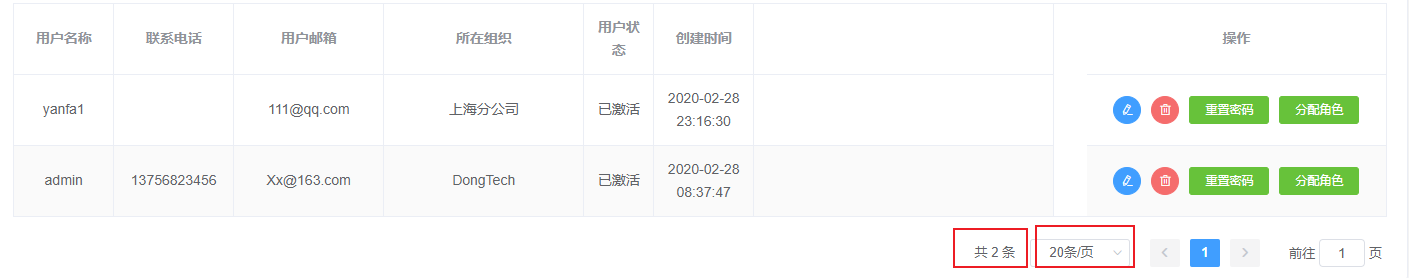 用户名称 联系电话 用户邮箱 所在组织 用户状
态 创建时间 操作
yanfa1 111@qq.com 上海分公司 已激活 2020-02-28
23:16:30 重置密码 分配角色
admin 13756823456 Xx@163.com DongTech 已激活 2020-02-28
08:37:47 重置密码 分配角色
共 2 条 20条/页 1 前往 1 页